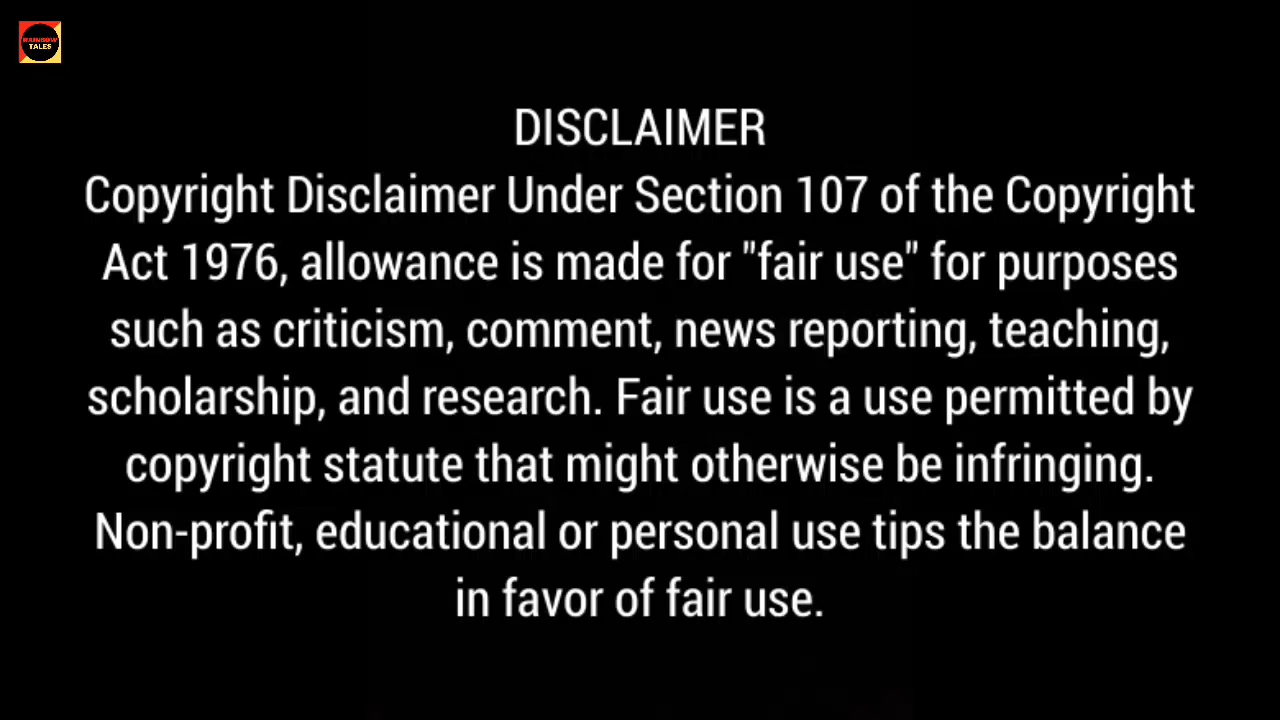 RAINBOW
TALES
DISCLAIMER
Copyright Disclaimer Under Section 107 of the Copyright
Act 1976, allowance is made for "fair use" for purposes
such as criticism, comment, news reporting, teaching,
scholarship, and research. Fair use is a use permitted by
copyright statute that might otherwise be infringing.
Non-profit, educational or personal use tips the balance
in favor of fair use.